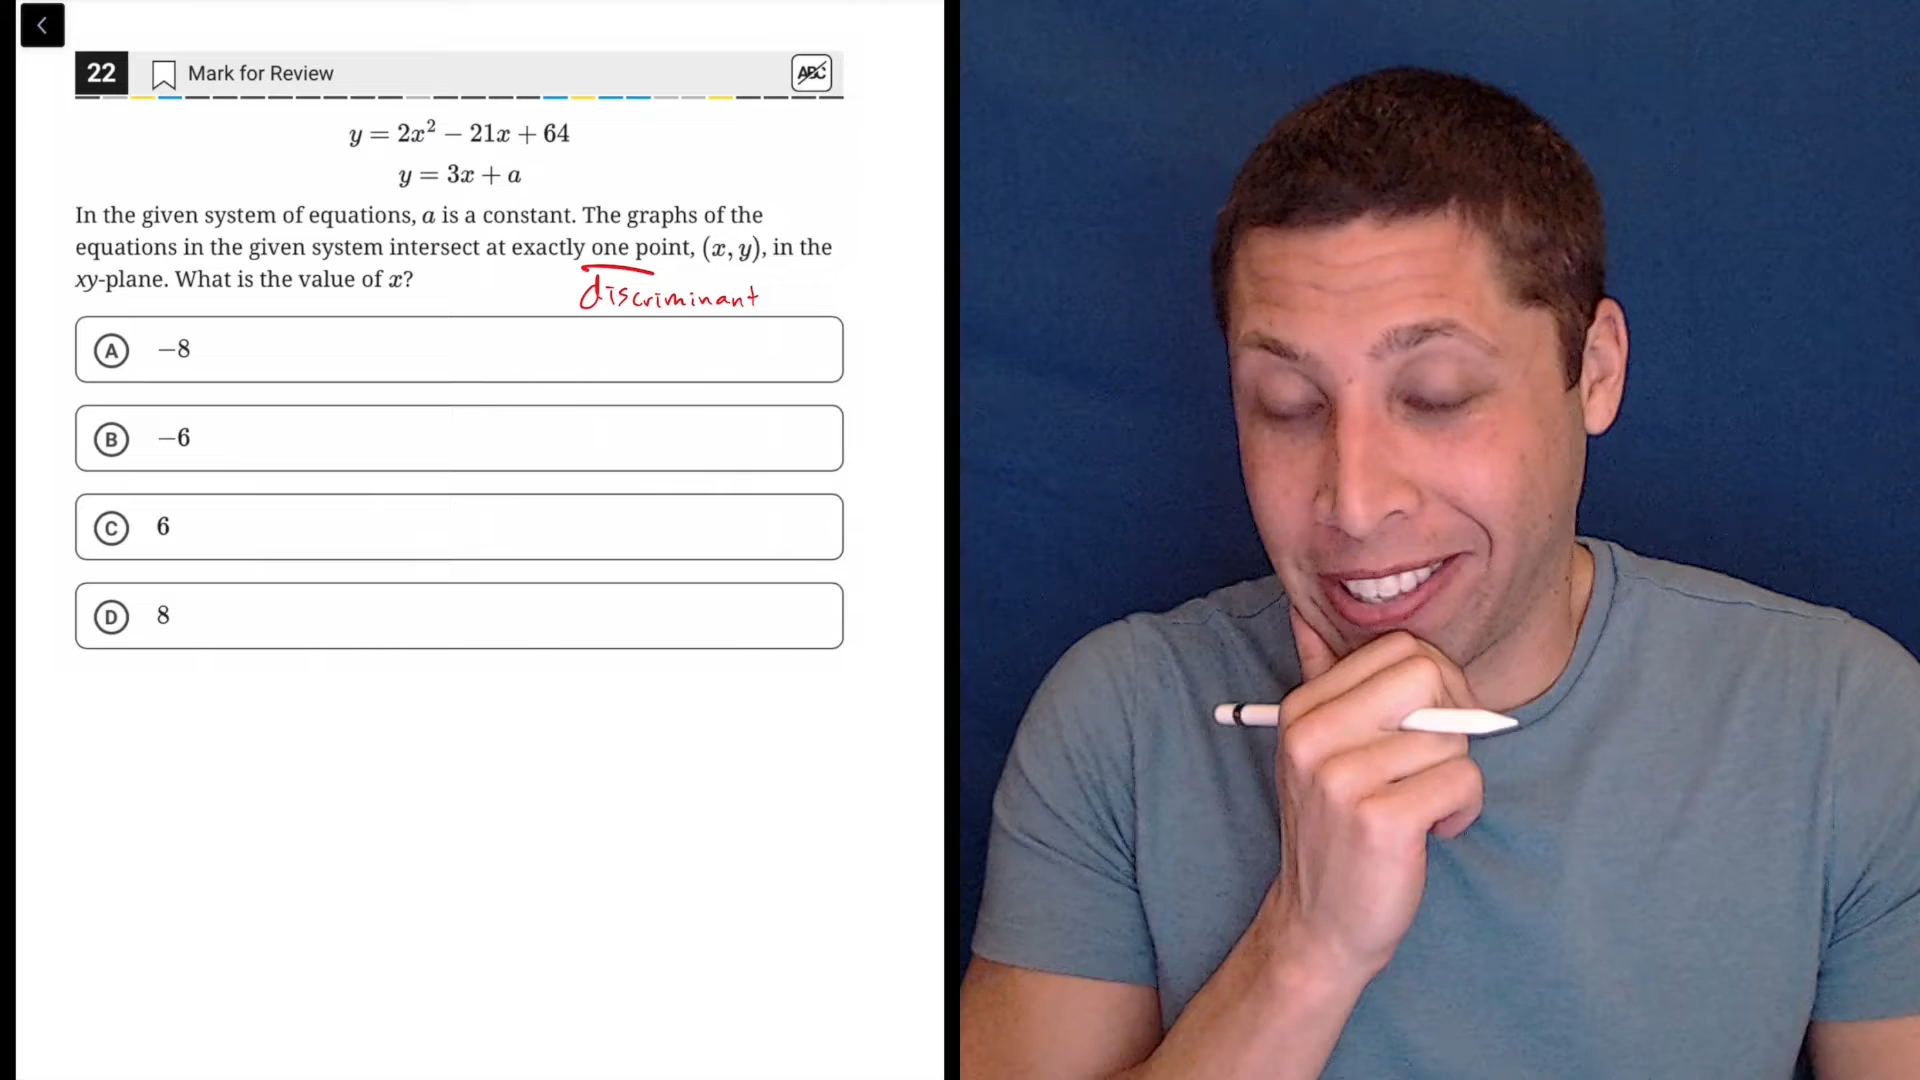 22 Mark for Review ABC
y = 2x² − 21x + 64
y = 3x + a
In the given system of equations, a is a constant. The graphs of the
equations in the given system intersect at exactly one point, (x, y), in the
xy-plane. What is the value of x?
discriminant
A −8
B −6
C 6
D 8